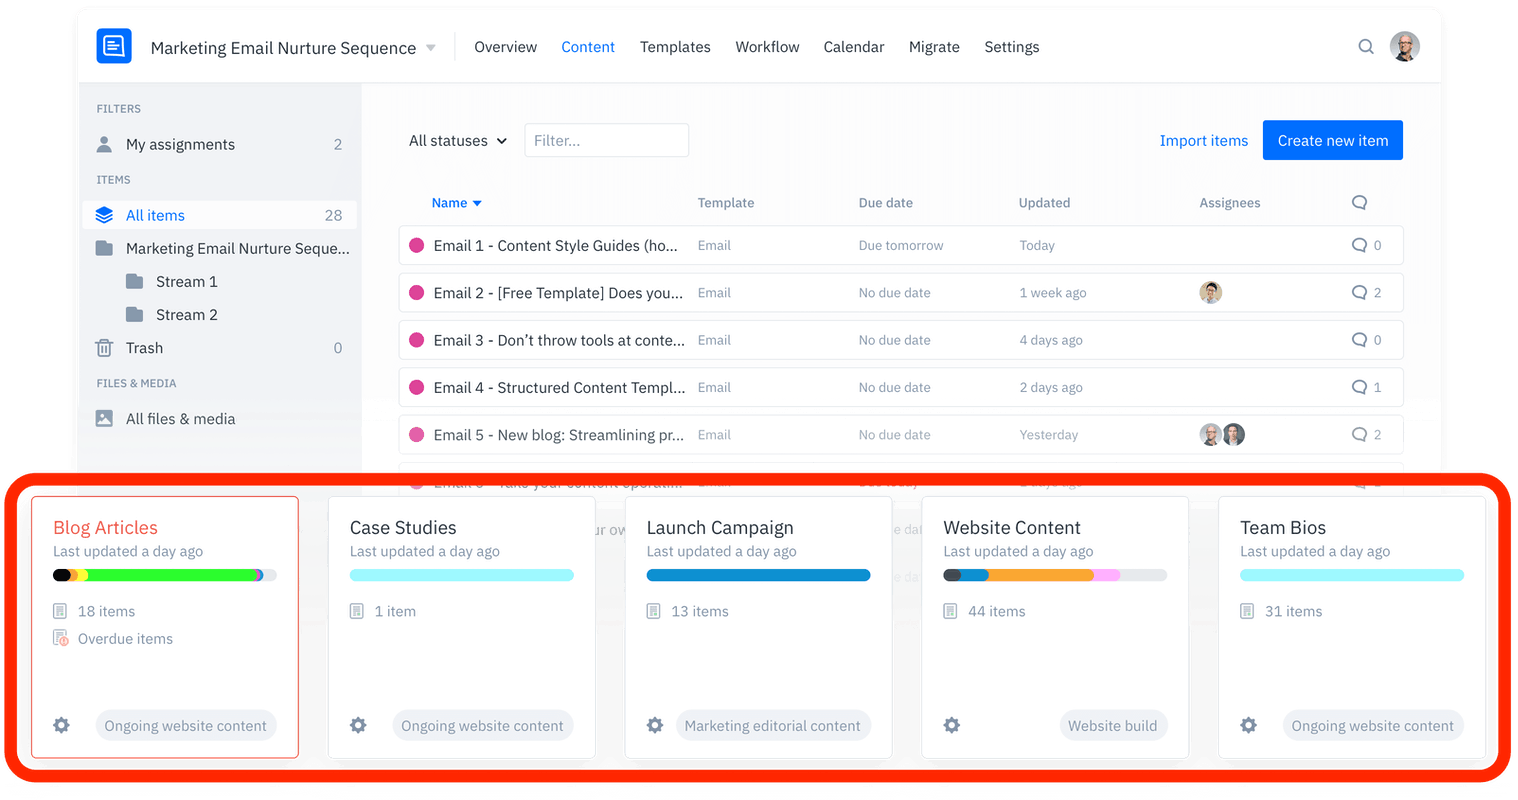 Marketing Email Nurture Sequence Overview Content Templates Workflow Calendar Migrate Settings
FILTERS
My assignments 2
ITEMS
All items 28
Marketing Email Nurture Seque...
Stream 1
Stream 2
Trash 0
FILES & MEDIA
All files & media
All statuses Filter... Import items Create new item
Name Template Due date Updated Assignees
Email 1 - Content Style Guides (ho... Email Due tomorrow Today 0
Email 2 - [Free Template] Does you... Email No due date 1 week ago 2
Email 3 - Don’t throw tools at conte... Email No due date 4 days ago 0
Email 4 - Structured Content Templ... Email No due date 2 days ago 1
Email 5 - New blog: Streamlining pr... Email No due date Yesterday 2
Blog Articles
Last updated a day ago
18 items
Overdue items
Ongoing website content
Case Studies
Last updated a day ago
1 item
Ongoing website content
Launch Campaign
Last updated a day ago
13 items
Marketing editorial content
Website Content
Last updated a day ago
44 items
Website build
Team Bios
Last updated a day ago
31 items
Ongoing website content